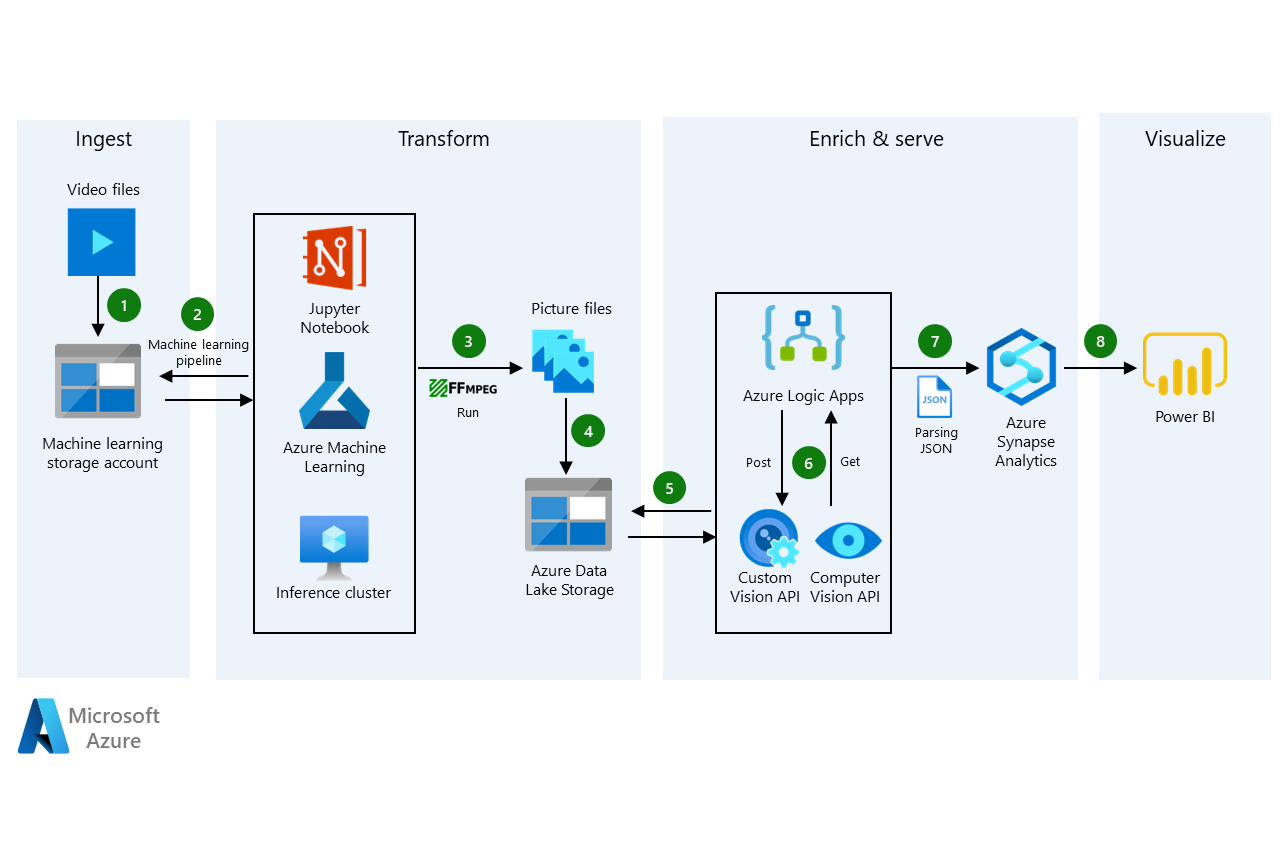 Ingest
Transform
Enrich & serve
Visualize
Video files
1
2
Machine learning
pipeline
Machine learning
storage account
Jupyter
Notebook
Azure Machine
Learning
Inference cluster
3
FFMPEG
Run
Picture files
4
Azure Data
Lake Storage
5
Azure Logic Apps
Post
6
Get
Custom
Vision API
Computer
Vision API
7
JSON
Parsing
JSON
Azure
Synapse
Analytics
8
Power BI
Microsoft
Azure